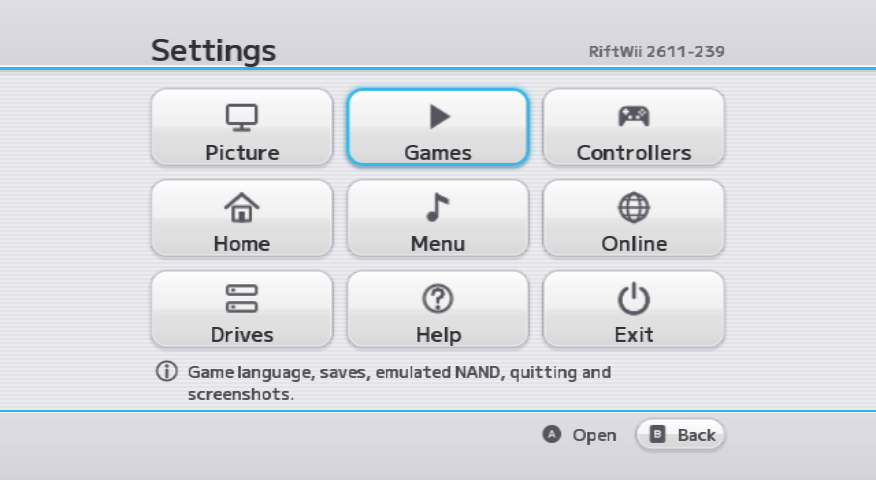 Settings
RiftWii 2611-239
Picture
Games
Controllers
Home
Menu
Online
Drives
Help
Exit
Game language, saves, emulated NAND, quitting and
screenshots.
A Open
B Back